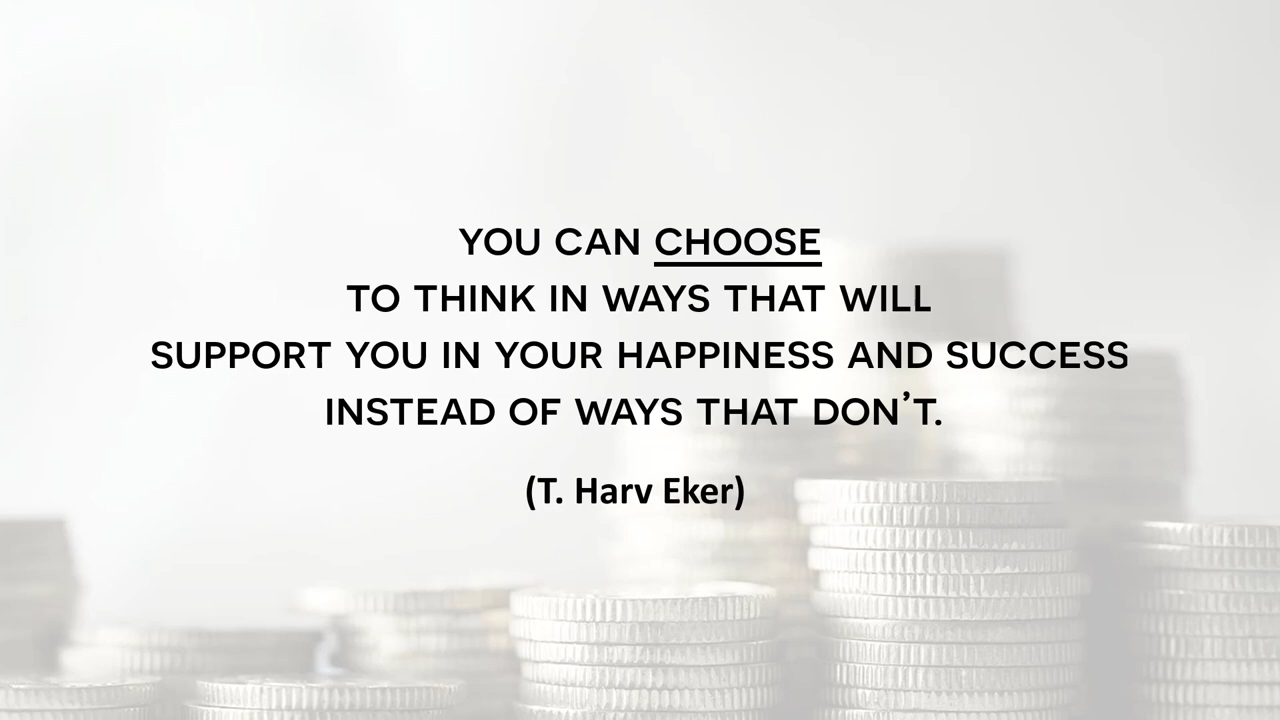 YOU CAN CHOOSE
TO THINK IN WAYS THAT WILL
SUPPORT YOU IN YOUR HAPPINESS AND SUCCESS
INSTEAD OF WAYS THAT DON'T.
(T. Harv Eker)